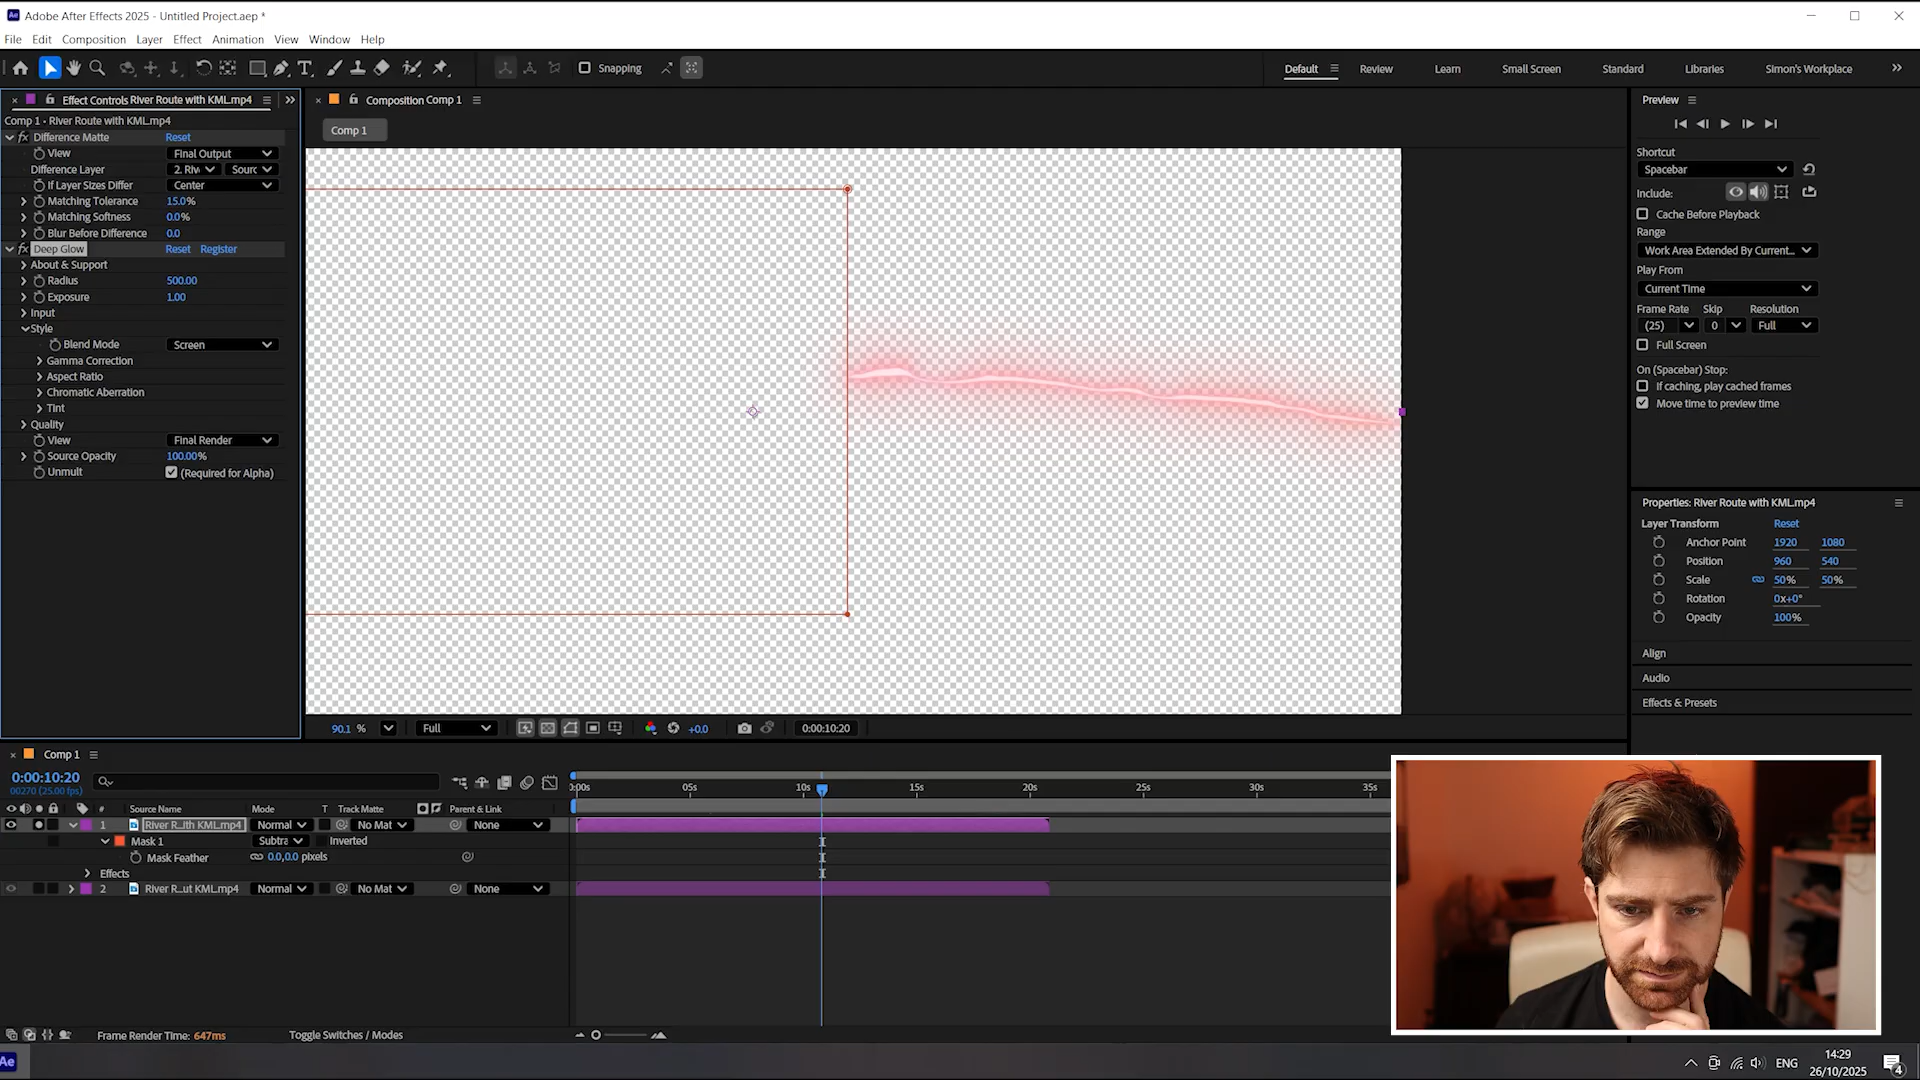 Adobe After Effects 2025 - Untitled Project.aep *
File Edit Composition Layer Effect Animation View Window Help
Snapping
Default Review Learn Small Screen Standard Libraries Simon's Workplace
Effect Controls River Route with KML.mp4
Comp 1 • River Route with KML.mp4
Difference Matte Reset
View Final Output
Difference Layer 2. Riv Sourc
If Layer Sizes Differ Center
Matching Tolerance 15.0%
Matching Softness 0.0%
Blur Before Difference 0.0
Deep Glow Reset Register
About & Support
Radius 500.00
Exposure 1.00
Input
Style
Blend Mode Screen
Gamma Correction
Aspect Ratio
Chromatic Aberration
Tint
Quality
View Final Render
Source Opacity 100.00%
Unmult (Required for Alpha)
Composition Comp 1
Comp 1
90.1 % Full +0.0 0:00:10:20
Preview
Shortcut
Spacebar
Include:
Cache Before Playback
Range
Work Area Extended By Current...
Play From
Current Time
Frame Rate Skip Resolution
(25) 0 Full
Full Screen
On (Spacebar) Stop:
If caching, play cached frames
Move time to preview time
Properties: River Route with KML.mp4
Layer Transform Reset
Anchor Point 1920 1080
Position 960 540
Scale 50% 50%
Rotation 0x+0°
Opacity 100%
Align
Audio
Effects & Presets
Comp 1
0:00:10:20
00270 (25.00 fps)
:00s 05s 10s 15s 20s 25s 30s 35s
# Source Name Mode T Track Matte Parent & Link
1 River R...ith KML.mp4 Normal No Mat None
Mask 1 Subtra Inverted
Mask Feather 0.0,0.0 pixels
Effects
2 River R...ut KML.mp4 Normal No Mat None
Frame Render Time: 647ms Toggle Switches / Modes
Ae
ENG
14:29
26/10/2025
4